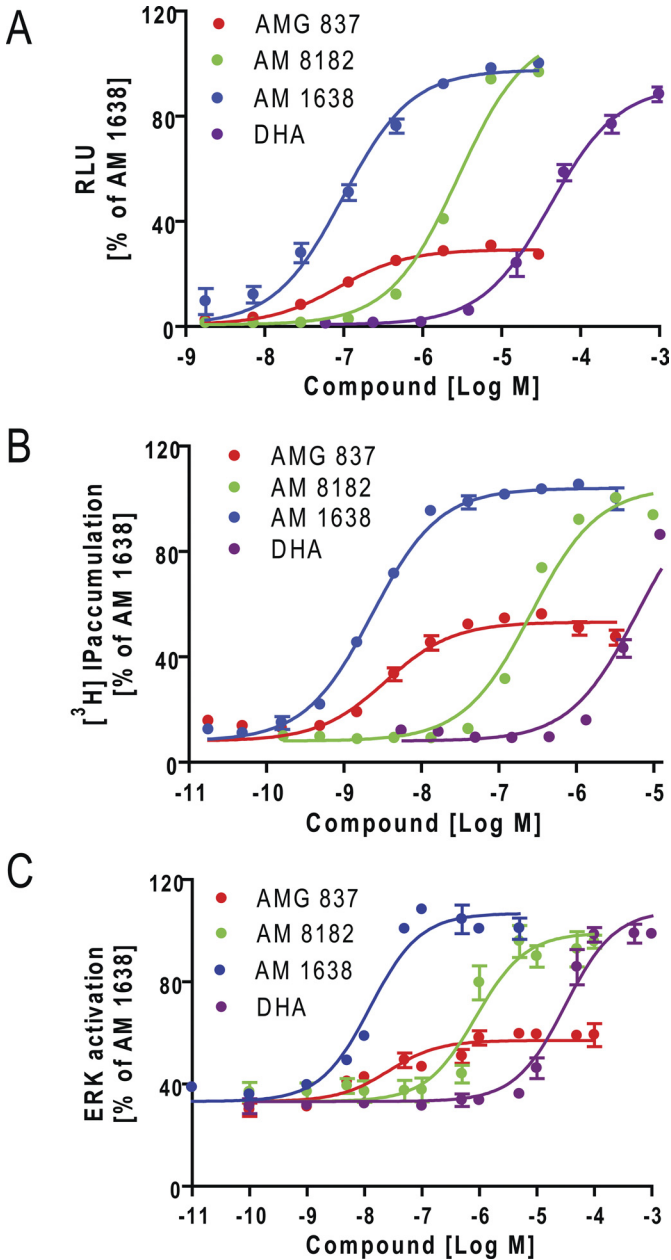 A
120
80
40
0
RLU
[% of AM 1638]
AMG 837
AM 8182
AM 1638
DHA
-9 -8 -7 -6 -5 -4 -3
Compound [Log M]
B
120
80
40
0
[³H] IPaccumulation
[% of AM 1638]
AMG 837
AM 8182
AM 1638
DHA
-11 -10 -9 -8 -7 -6 -5
Compound [Log M]
C
120
80
40
0
ERK activation
[% of AM 1638]
AMG 837
AM 8182
AM 1638
DHA
-11 -10 -9 -8 -7 -6 -5 -4 -3
Compound [Log M]